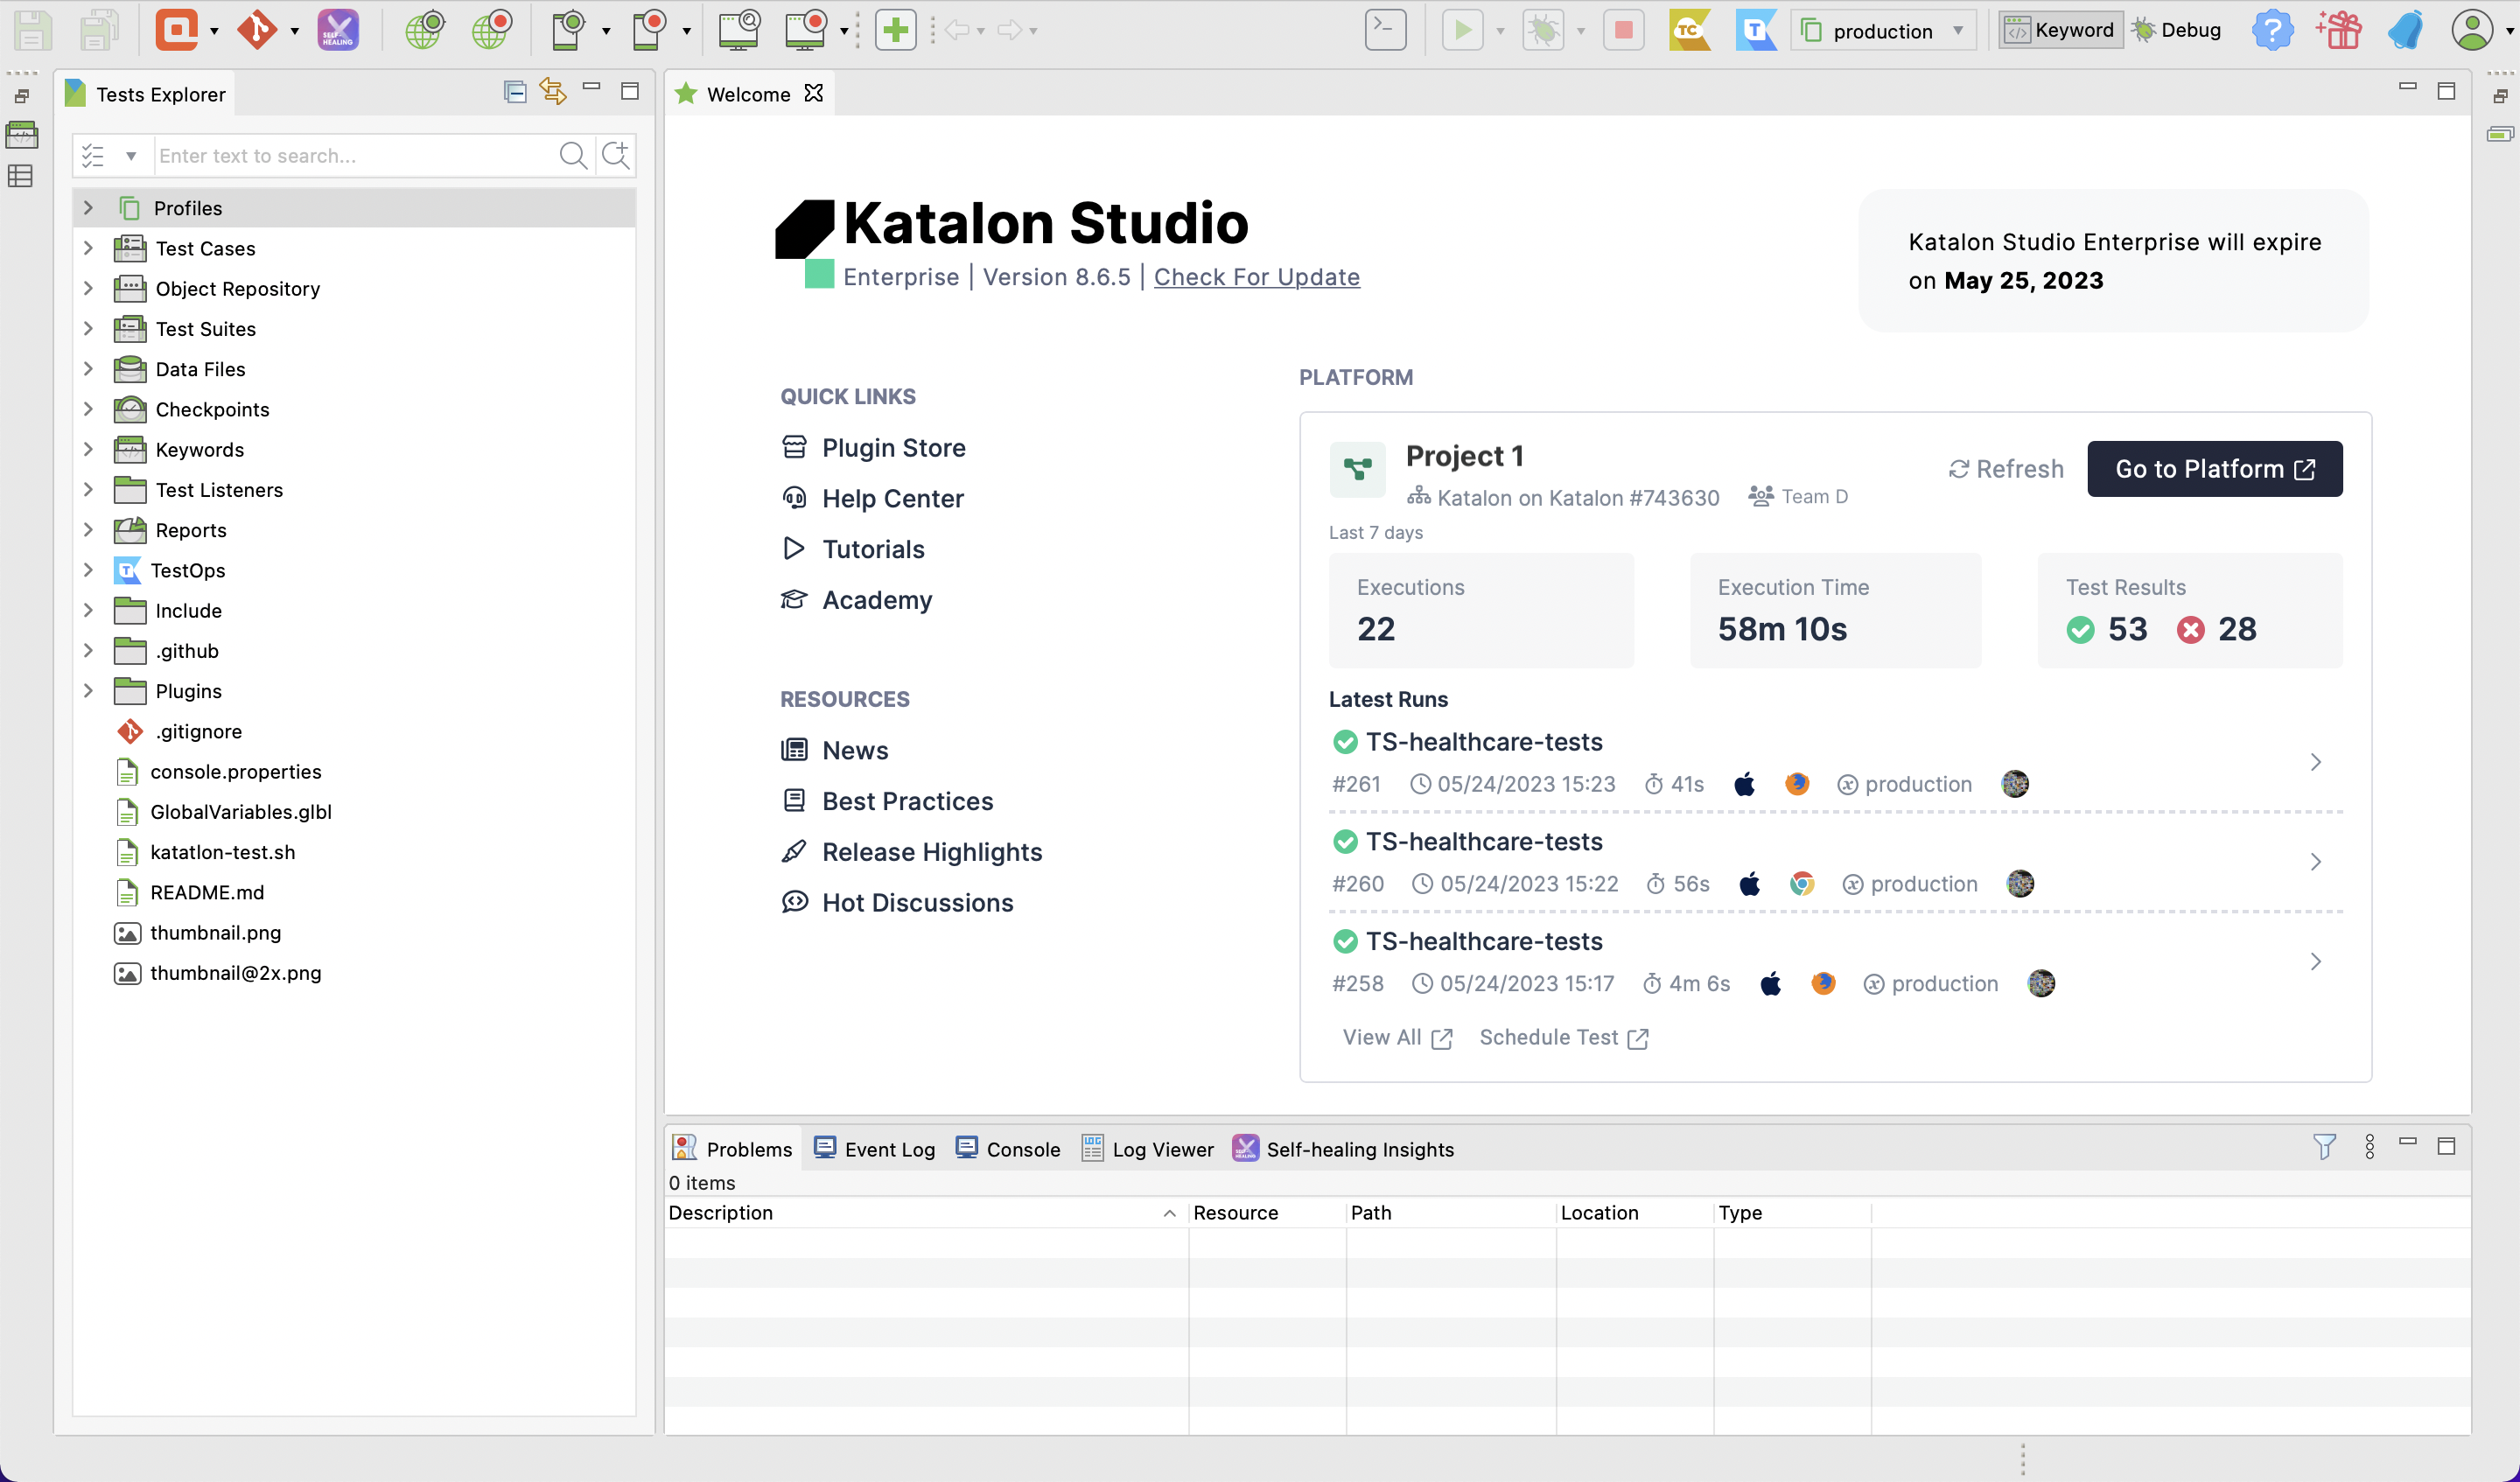 SELF-
HEALING
TC
T
production
Keyword
Debug
?
Tests Explorer
Enter text to search...
Profiles
Test Cases
Object Repository
Test Suites
Data Files
Checkpoints
Keywords
Test Listeners
Reports
TestOps
Include
.github
Plugins
.gitignore
console.properties
GlobalVariables.glbl
katatlon-test.sh
README.md
thumbnail.png
thumbnail@2x.png
Welcome
Katalon Studio
Enterprise | Version 8.6.5 | Check For Update
Katalon Studio Enterprise will expire
on May 25, 2023
QUICK LINKS
Plugin Store
Help Center
Tutorials
Academy
RESOURCES
News
Best Practices
Release Highlights
Hot Discussions
PLATFORM
Project 1
Katalon on Katalon #743630
Team D
Refresh
Go to Platform
Last 7 days
Executions
22
Execution Time
58m 10s
Test Results
53 28
Latest Runs
TS-healthcare-tests
#261 05/24/2023 15:23 41s production
TS-healthcare-tests
#260 05/24/2023 15:22 56s production
TS-healthcare-tests
#258 05/24/2023 15:17 4m 6s production
View All Schedule Test
Problems Event Log Console Log Viewer Self-healing Insights
0 items
Description Resource Path Location Type